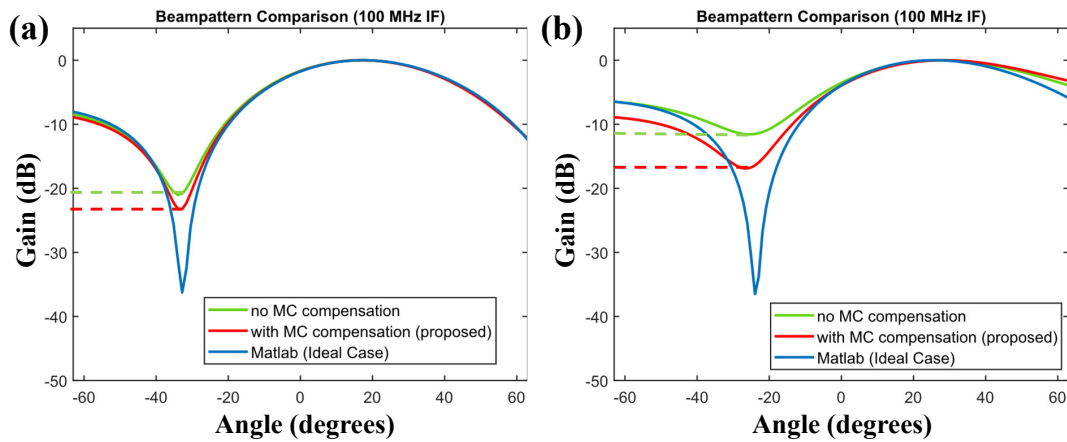 (a)
Beampattern Comparison (100 MHz IF)
0
-10
-20
-30
-40
-50
Gain (dB)
no MC compensation
with MC compensation (proposed)
Matlab (Ideal Case)
-60
-40
-20
0
20
40
60
Angle (degrees)
(b)
Beampattern Comparison (100 MHz IF)
0
-10
-20
-30
-40
-50
Gain (dB)
no MC compensation
with MC compensation (proposed)
Matlab (Ideal Case)
-60
-40
-20
0
20
40
60
Angle (degrees)